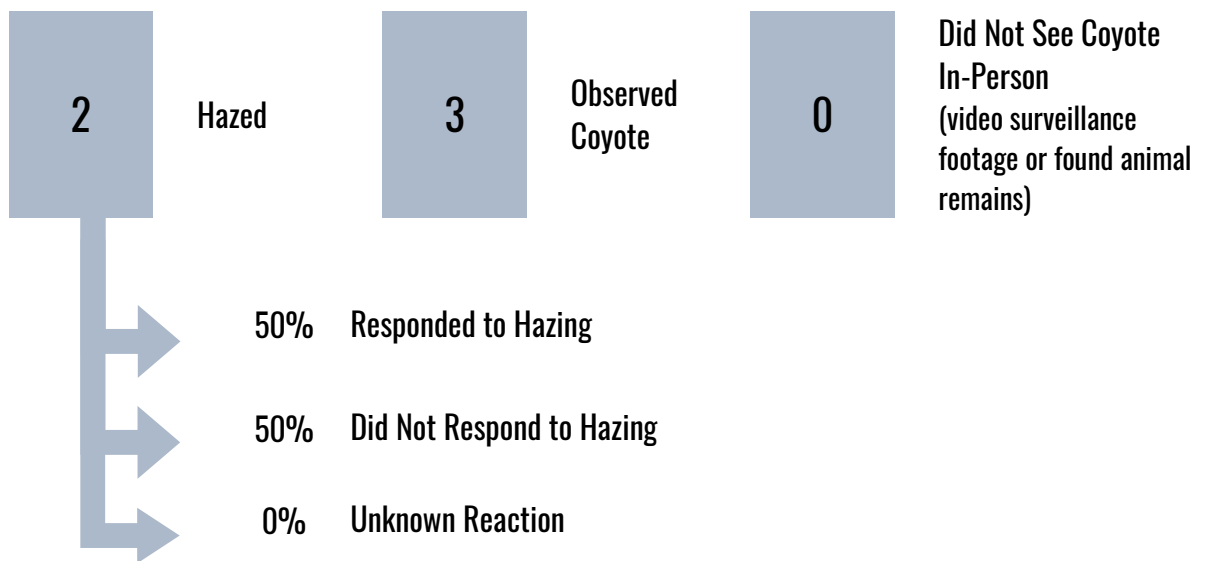 2
Hazed
3
Observed
Coyote
0
Did Not See Coyote
In-Person
(video surveillance
footage or found animal
remains)
50% Responded to Hazing
50% Did Not Respond to Hazing
0% Unknown Reaction